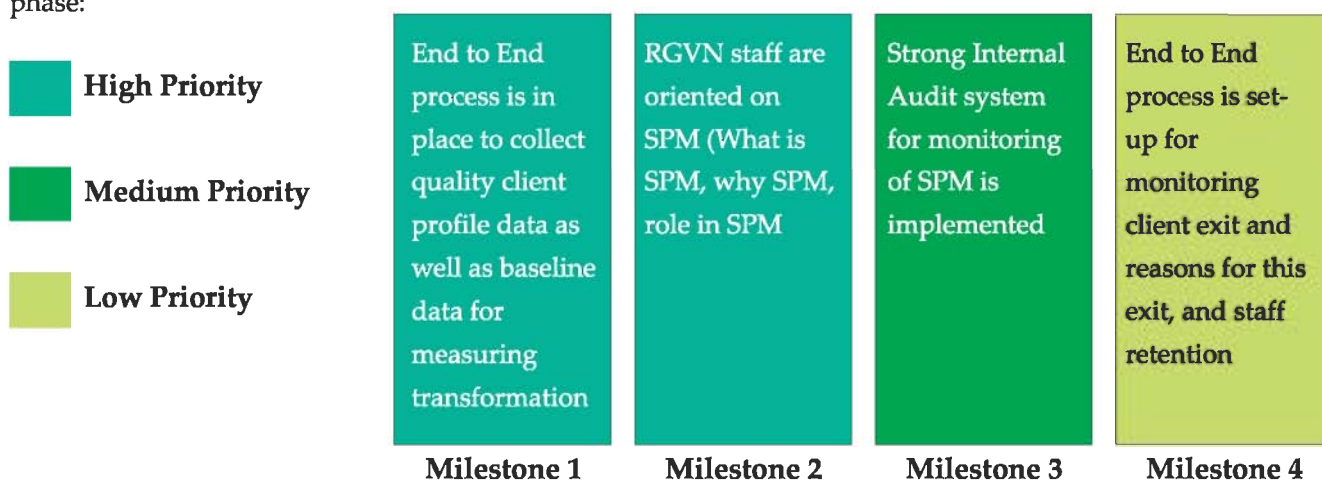 phase:
High Priority
Medium Priority
Low Priority
End to End
process is in
place to collect
quality client
profile data as
well as baseline
data for
measuring
transformation
Milestone 1
RGVN staff are
oriented on
SPM (What is
SPM, why SPM,
role in SPM
Milestone 2
Strong Internal
Audit system
for monitoring
of SPM is
implemented
Milestone 3
End to End
process is set-
up for
monitoring
client exit and
reasons for this
exit, and staff
retention
Milestone 4